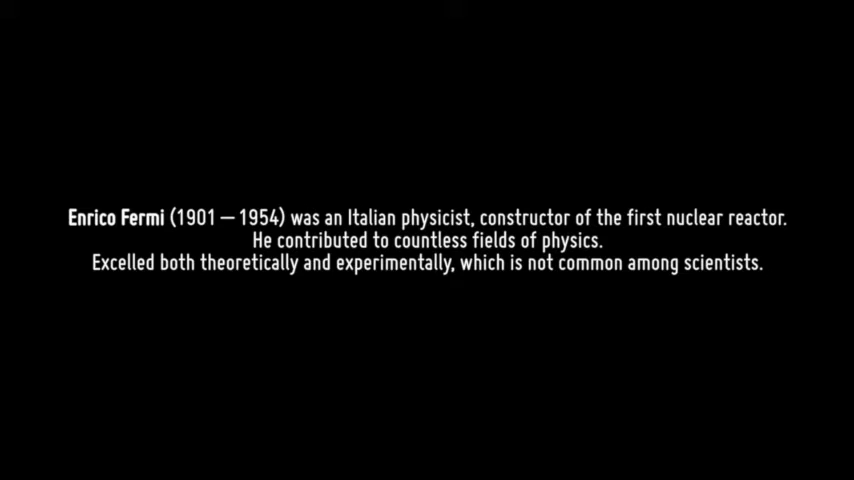 Enrico Fermi (1901 – 1954) was an Italian physicist, constructor of the first nuclear reactor.
He contributed to countless fields of physics.
Excelled both theoretically and experimentally, which is not common among scientists.